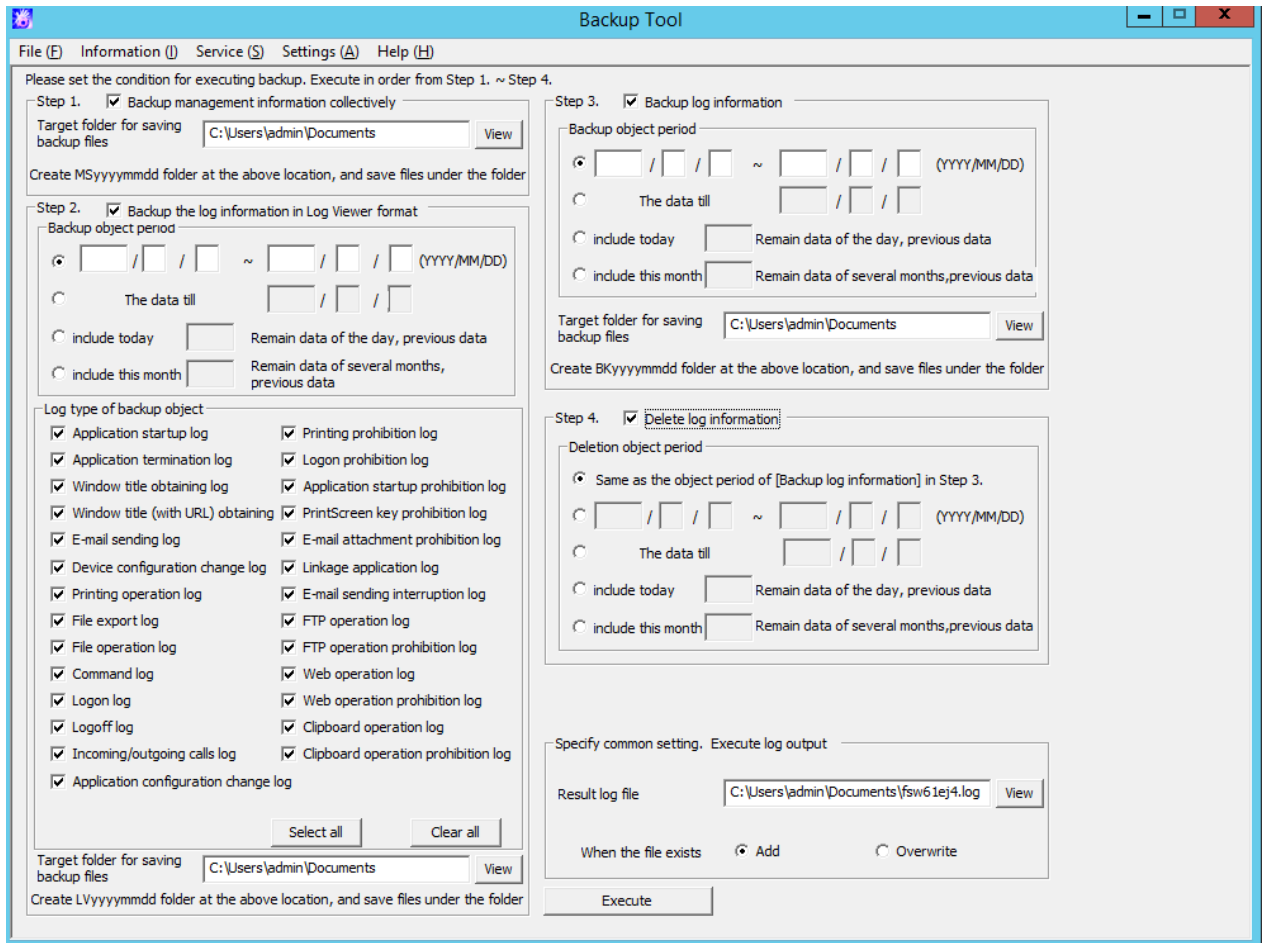 Backup Tool
File (F) Information (I) Service (S) Settings (A) Help (H)
Please set the condition for executing backup. Execute in order from Step 1. ~ Step 4.
Step 1. Backup management information collectively
Target folder for saving
backup files
C:\Users\admin\Documents
View
Create MSyyyymmdd folder at the above location, and save files under the folder
Step 2. Backup the log information in Log Viewer format
Backup object period
/ / ~ / / (YYYY/MM/DD)
The data till / /
include today Remain data of the day, previous data
include this month Remain data of several months,
previous data
Log type of backup object
Application startup log Printing prohibition log
Application termination log Logon prohibition log
Window title obtaining log Application startup prohibition log
Window title (with URL) obtaining PrintScreen key prohibition log
E-mail sending log E-mail attachment prohibition log
Device configuration change log Linkage application log
Printing operation log E-mail sending interruption log
File export log FTP operation log
File operation log FTP operation prohibition log
Command log Web operation log
Logon log Web operation prohibition log
Logoff log Clipboard operation log
Incoming/outgoing calls log Clipboard operation prohibition log
Application configuration change log
Select all Clear all
Target folder for saving
backup files
C:\Users\admin\Documents
View
Create LVyyyymmdd folder at the above location, and save files under the folder
Step 3. Backup log information
Backup object period
/ / ~ / / (YYYY/MM/DD)
The data till / /
include today Remain data of the day, previous data
include this month Remain data of several months,previous data
Target folder for saving
backup files
C:\Users\admin\Documents
View
Create BKyyyymmdd folder at the above location, and save files under the folder
Step 4. Delete log information
Deletion object period
Same as the object period of [Backup log information] in Step 3.
/ / ~ / / (YYYY/MM/DD)
The data till / /
include today Remain data of the day, previous data
include this month Remain data of several months,previous data
Specify common setting. Execute log output
Result log file C:\Users\admin\Documents\fsw61ej4.log View
When the file exists Add Overwrite
Execute